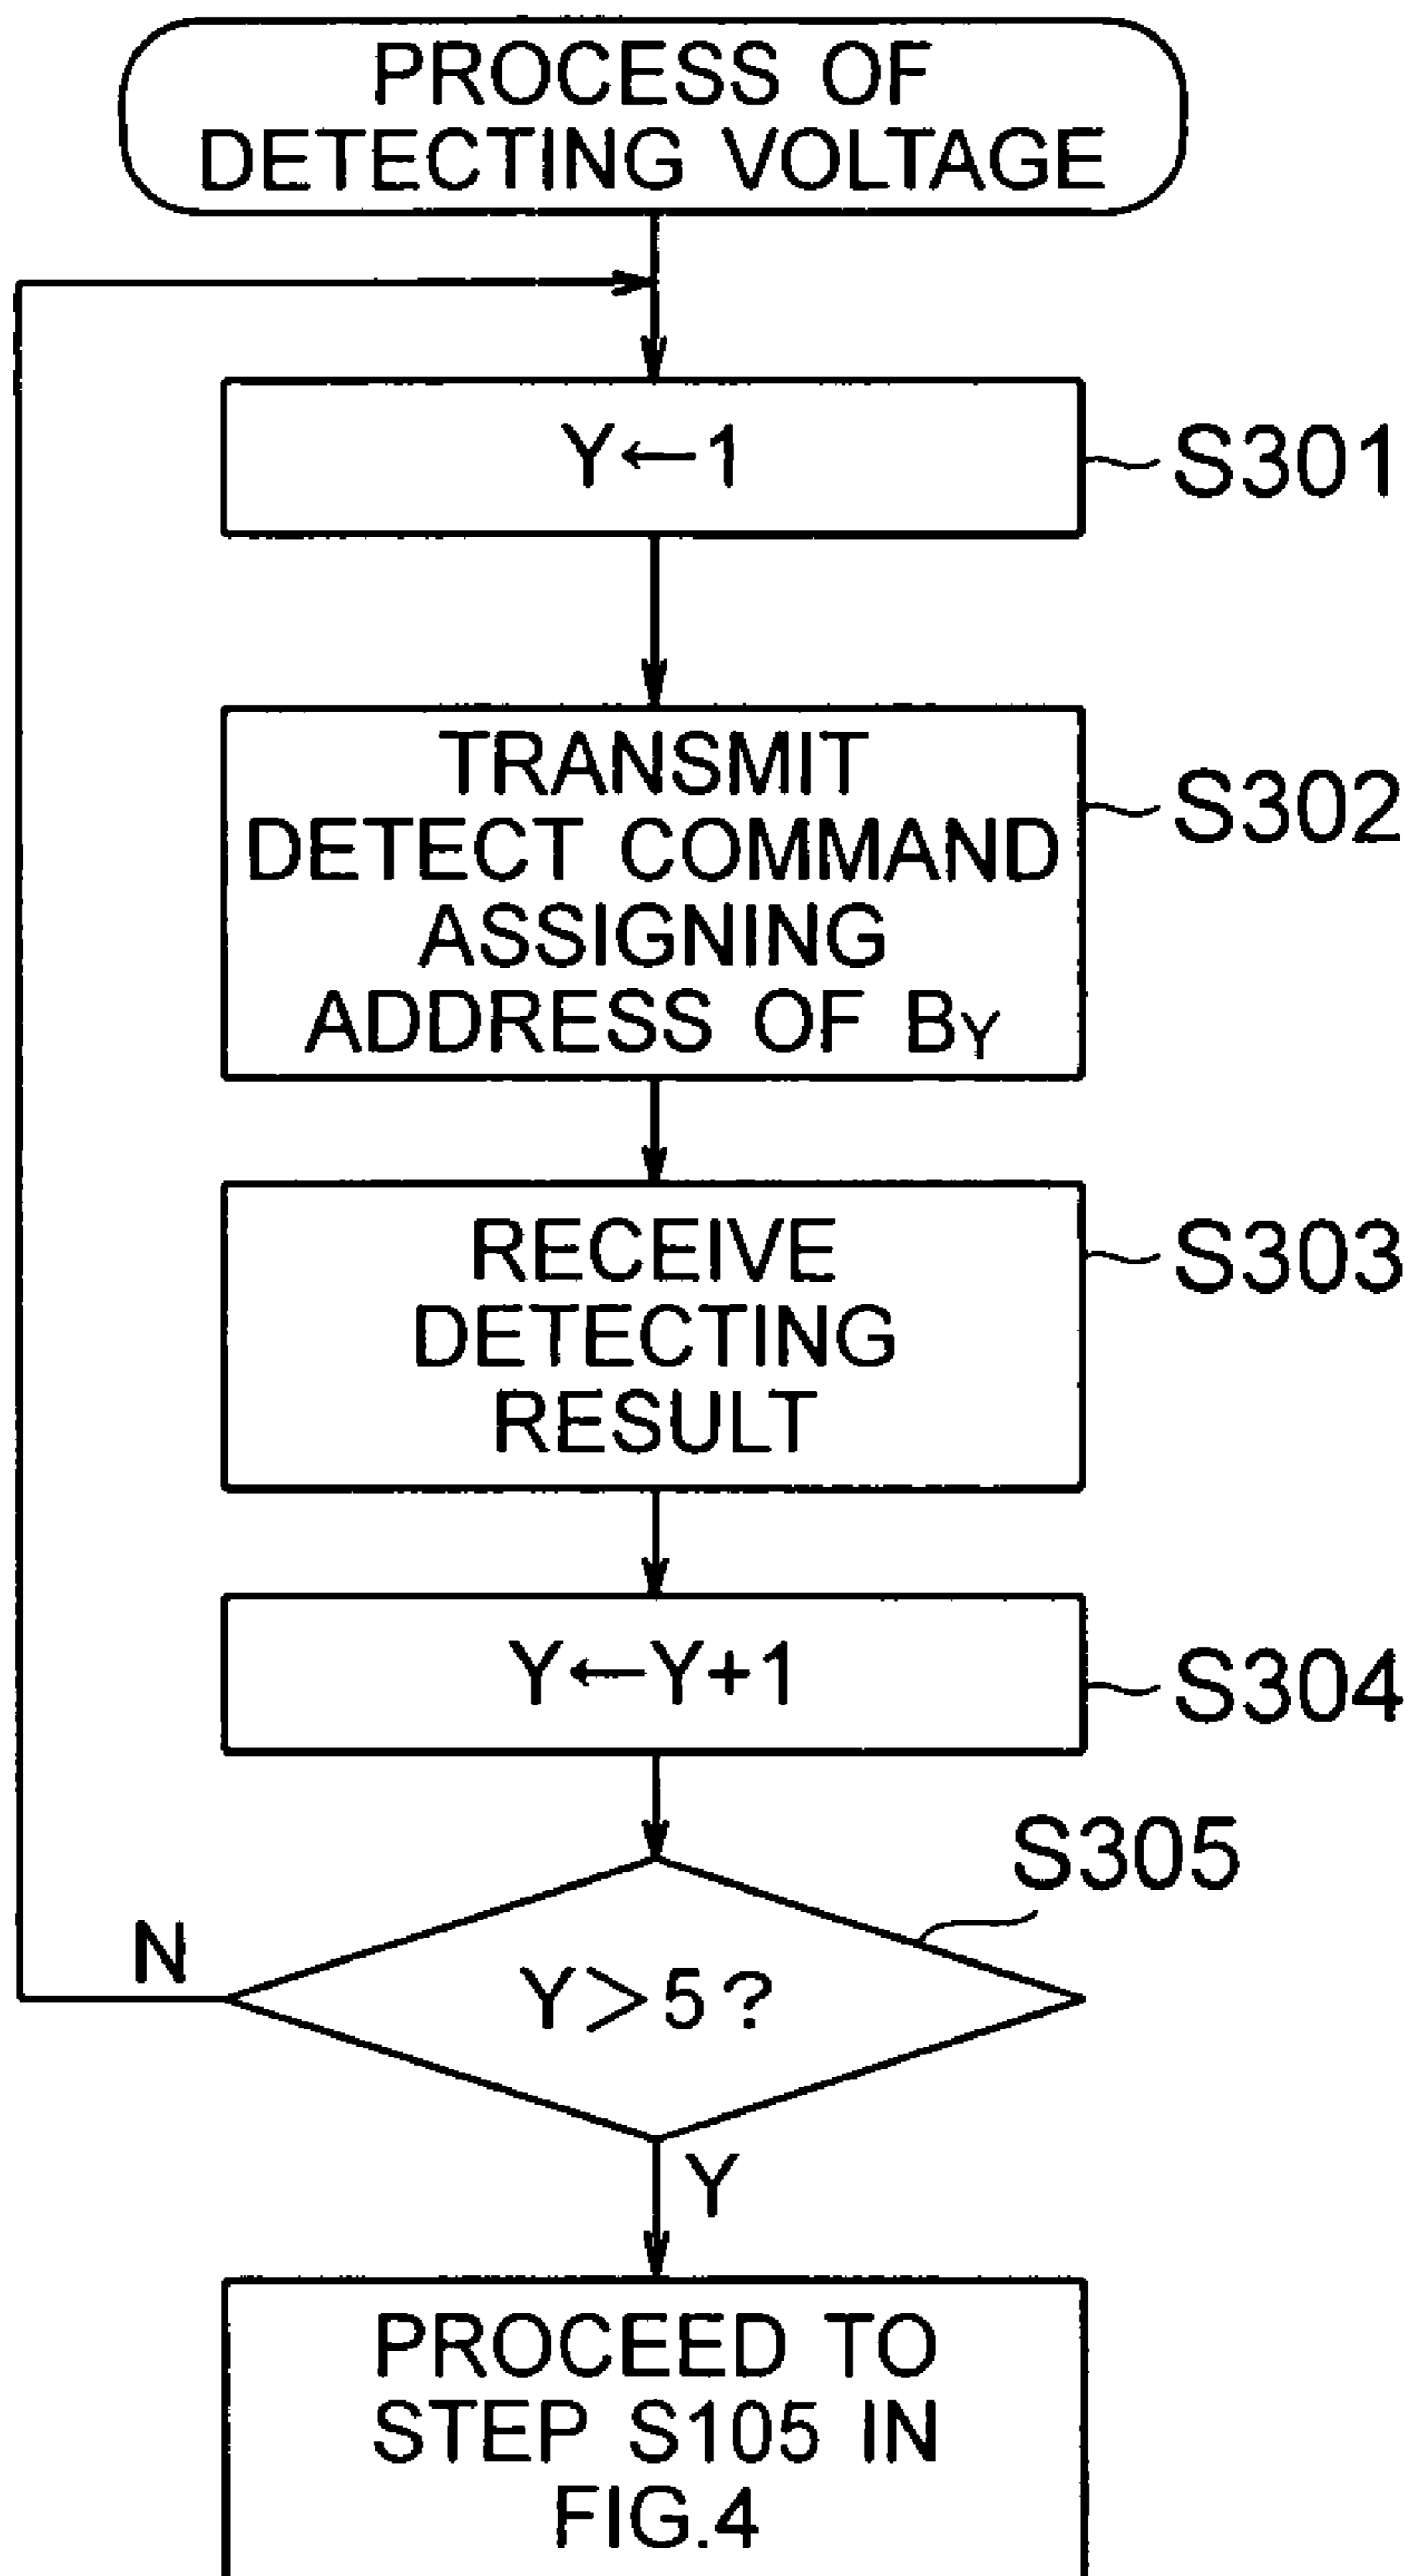 PROCESS OF
DETECTING VOLTAGE
Y←1
S301
TRANSMIT
DETECT COMMAND
ASSIGNING
ADDRESS OF BY
S302
RECEIVE
DETECTING
RESULT
S303
Y←Y+1
S304
S305
N
Y>5?
Y
PROCEED TO
STEP S105 IN
FIG.4